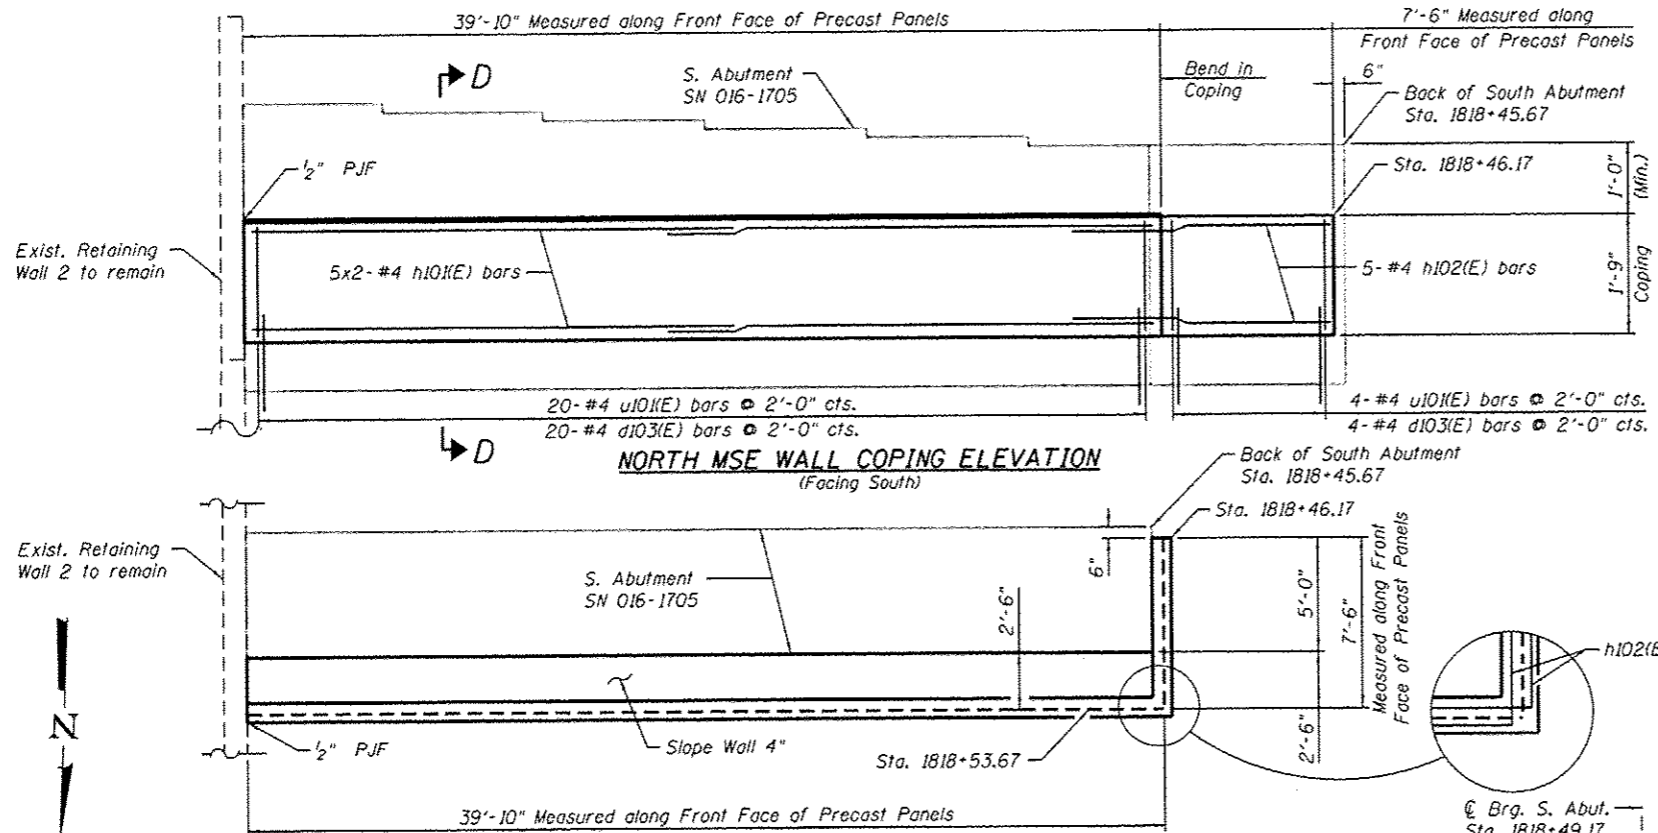 39'-10" Measured along Front Face of Precast Panels
7'-6" Measured along
Front Face of Precast Panels
D
S. Abutment
SN 016-1705
Bend in
Coping
6"
Back of South Abutment
Sta. 1818+45.67
½" PJF
Sta. 1818+46.17
1'-0"
(Min.)
Exist. Retaining
Wall 2 to remain
5x2-#4 h101(E) bars
5-#4 h102(E) bars
1'-9"
Coping
20-#4 u101(E) bars @ 2'-0" cts.
20-#4 d103(E) bars @ 2'-0" cts.
4-#4 u101(E) bars @ 2'-0" cts.
4-#4 d103(E) bars @ 2'-0" cts.
D
NORTH MSE WALL COPING ELEVATION
(Facing South)
Back of South Abutment
Sta. 1818+45.67
Sta. 1818+46.17
Exist. Retaining
Wall 2 to remain
S. Abutment
SN 016-1705
6"
2'-6"
5'-0"
7'-6"
Measured along Front
Face of Precast Panels
h102(E
N
½" PJF
Slope Wall 4"
Sta. 1818+53.67
2'-6"
39'-10" Measured along Front Face of Precast Panels
℄ Brg. S. Abut.
Sta. 1818+49.17